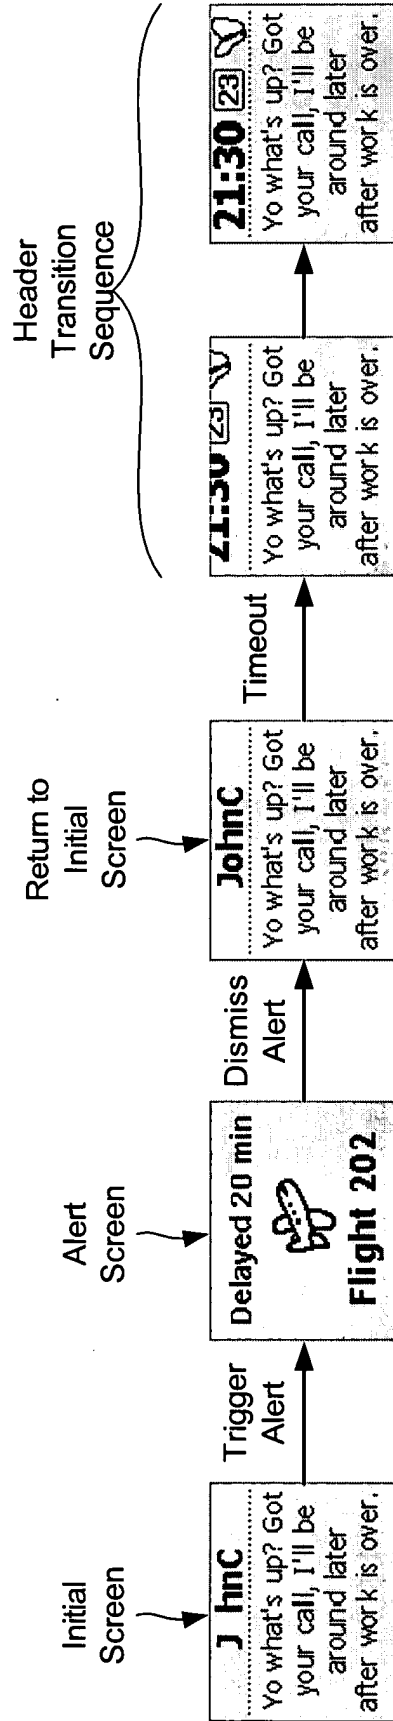 Initial
Screen
J hnC
Yo what's up? Got
your call, I'll be
around later
after work is over.
Trigger
Alert
Alert
Screen
Delayed 20 min
Flight 202
Dismiss
Alert
Return to
Initial
Screen
JohnC
Yo what's up? Got
your call, I'll be
around later
after work is over.
Timeout
Header
Transition
Sequence
21:30 23
Yo what's up? Got
your call, I'll be
around later
after work is over.
21:30 23
Yo what's up? Got
your call, I'll be
around later
after work is over.